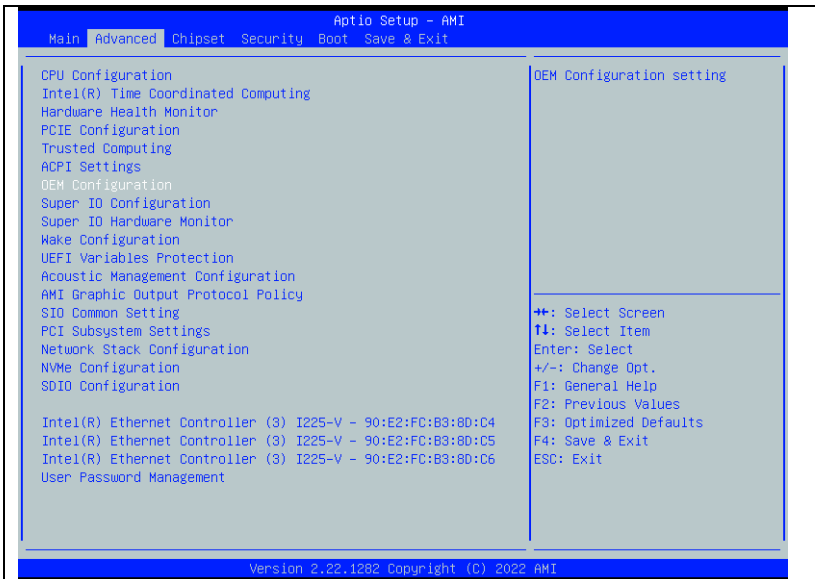 Aptio Setup – AMI
Main Advanced Chipset Security Boot Save & Exit
CPU Configuration
Intel(R) Time Coordinated Computing
Hardware Health Monitor
PCIE Configuration
Trusted Computing
ACPI Settings
OEM Configuration
Super IO Configuration
Super IO Hardware Monitor
Wake Configuration
UEFI Variables Protection
Acoustic Management Configuration
AMI Graphic Output Protocol Policy
SIO Common Setting
PCI Subsystem Settings
Network Stack Configuration
NVMe Configuration
SDIO Configuration
Intel(R) Ethernet Controller (3) I225-V – 90:E2:FC:B3:8D:C4
Intel(R) Ethernet Controller (3) I225-V – 90:E2:FC:B3:8D:C5
Intel(R) Ethernet Controller (3) I225-V – 90:E2:FC:B3:8D:C6
User Password Management
OEM Configuration setting
→←: Select Screen
↑↓: Select Item
Enter: Select
+/-: Change Opt.
F1: General Help
F2: Previous Values
F3: Optimized Defaults
F4: Save & Exit
ESC: Exit
Version 2.22.1282 Copyright (C) 2022 AMI